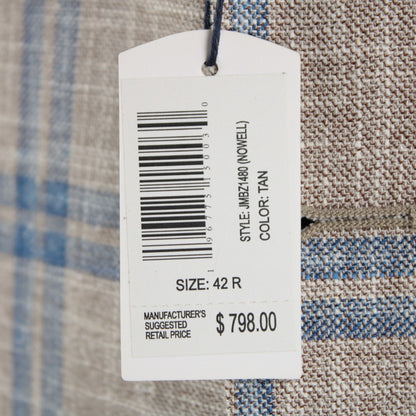 STYLE: JMBZ1480 (NOWELL)
COLOR: TAN
SIZE: 42 R
MANUFACTURER'S
SUGGESTED
RETAIL PRICE
$ 798.00